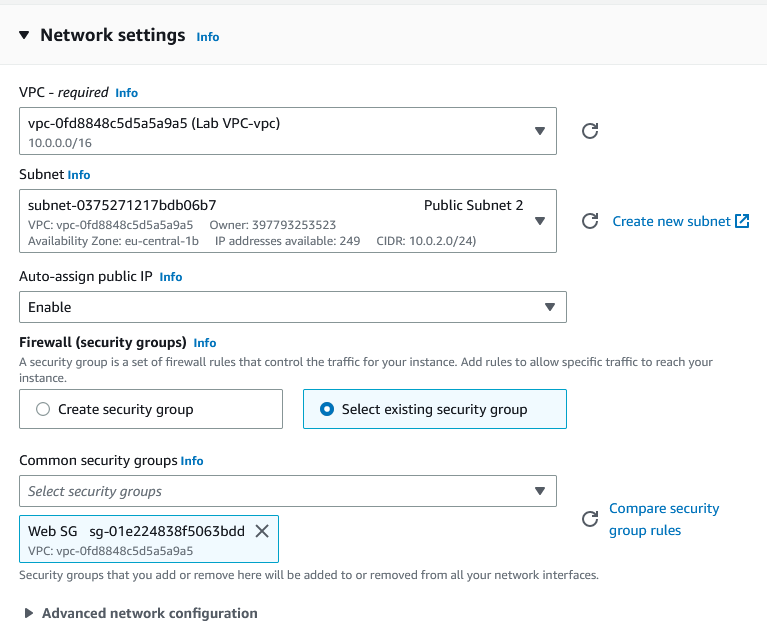 Network settings Info
VPC - required Info
vpc-0fd8848c5d5a5a9a5 (Lab VPC-vpc)
10.0.0.0/16
Subnet Info
subnet-0375271217bdb06b7 Public Subnet 2
VPC: vpc-0fd8848c5d5a5a9a5 Owner: 397793253523
Availability Zone: eu-central-1b IP addresses available: 249 CIDR: 10.0.2.0/24)
Create new subnet
Auto-assign public IP Info
Enable
Firewall (security groups) Info
A security group is a set of firewall rules that control the traffic for your instance. Add rules to allow specific traffic to reach your
instance.
Create security group
Select existing security group
Common security groups Info
Select security groups
Web SG sg-01e224838f5063bdd
VPC: vpc-0fd8848c5d5a5a9a5
Compare security
group rules
Security groups that you add or remove here will be added to or removed from all your network interfaces.
Advanced network configuration